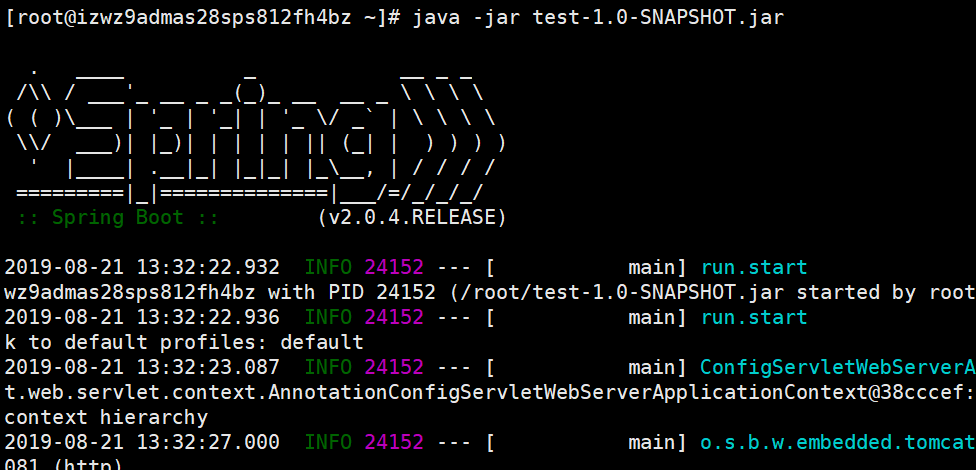 [root@izwz9admas28sps812fh4bz ~]# java -jar test-1.0-SNAPSHOT.jar
  .   ____          _            __ _ _
 /\\ / ___'_ __ _ _(_)_ __  __ _ \ \ \ \
( ( )\___ | '_ | '_| | '_ \/ _` | \ \ \ \
 \\/  ___)| |_)| | | | | || (_| |  ) ) ) )
  '  |____| .__|_| |_|_| |_\__, | / / / /
 =========|_|==============|___/=/_/_/_/
 :: Spring Boot ::        (v2.0.4.RELEASE)
2019-08-21 13:32:22.932  INFO 24152 --- [           main] run.start
wz9admas28sps812fh4bz with PID 24152 (/root/test-1.0-SNAPSHOT.jar started by root
2019-08-21 13:32:22.936  INFO 24152 --- [           main] run.start
k to default profiles: default
2019-08-21 13:32:23.087  INFO 24152 --- [           main] ConfigServletWebServerA
t.web.servlet.context.AnnotationConfigServletWebServerApplicationContext@38cccef:
context hierarchy
2019-08-21 13:32:27.000  INFO 24152 --- [           main] o.s.b.w.embedded.tomcat
081 (http)